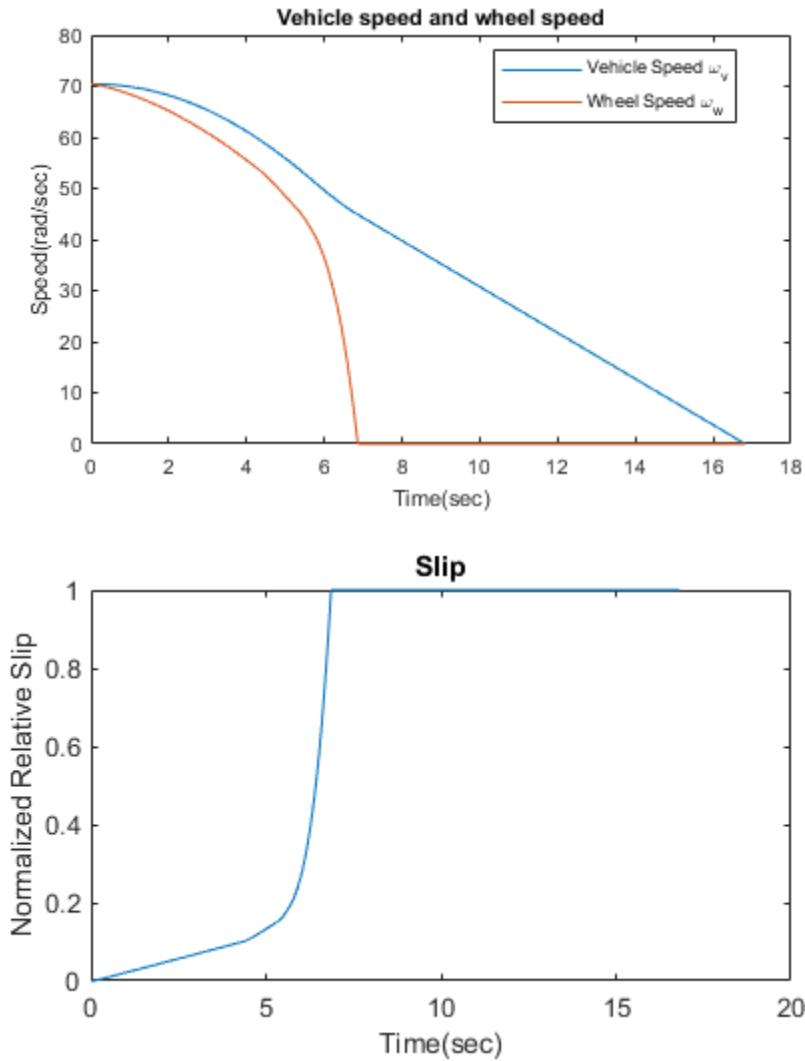 Vehicle speed and wheel speed
80
70
60
50
40
30
20
10
0
Speed(rad/sec)
Vehicle Speed ω_v
Wheel Speed ω_w
0 2 4 6 8 10 12 14 16 18
Time(sec)
Slip
1
0.8
0.6
0.4
0.2
0
Normalized Relative Slip
0 5 10 15 20
Time(sec)